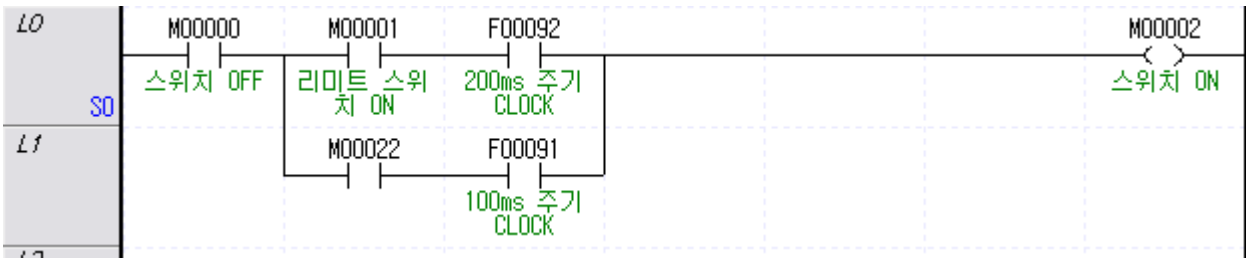 L0
M00000 M00001 F00092 M00002
스위치 OFF 리미트 스위 200ms 주기 스위치 ON
치 ON CLOCK
S0
L1
M00022 F00091
100ms 주기
CLOCK